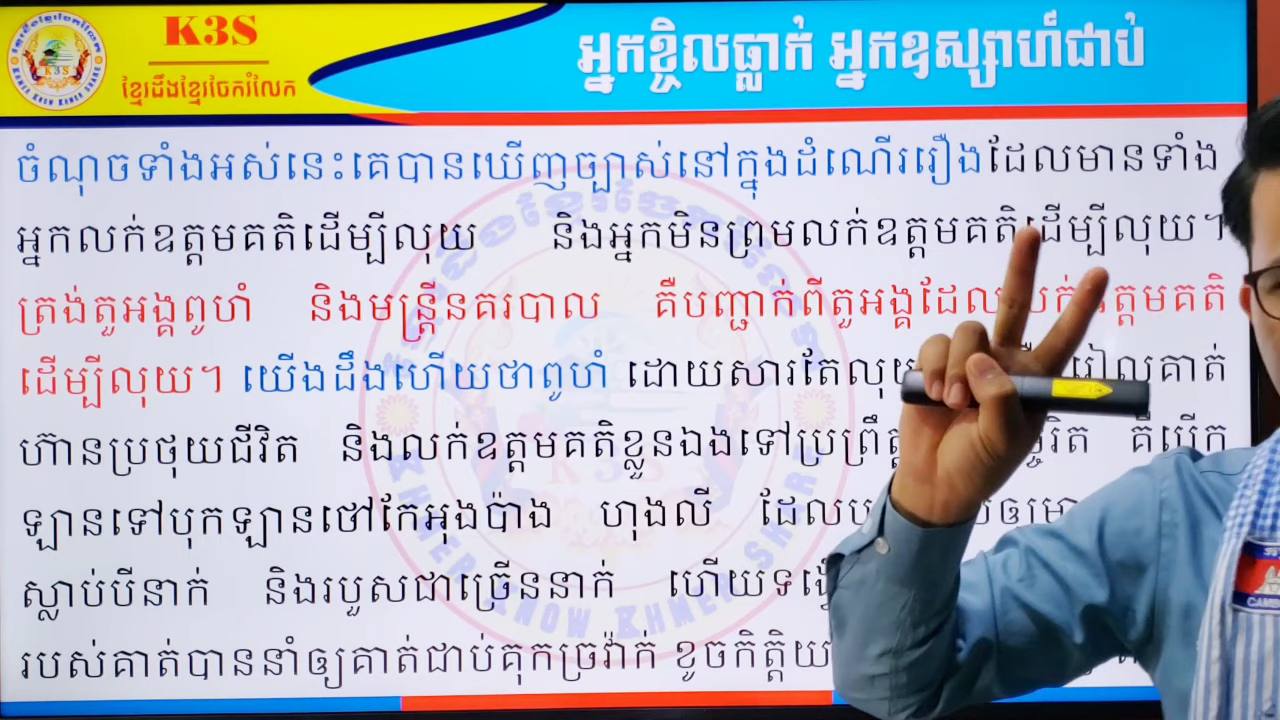 K3S
ខ្មែរដឹងខ្មែរចែករំលែក
អ្នកខ្ជិលធ្លាក់ អ្នកឧស្សាហ៍ជាប់
ចំណុចទាំងអស់នេះគេបានឃើញច្បាស់នៅក្នុងដំណើររឿងដែលមានទាំង
អ្នកលក់ឧត្តមគតិដើម្បីលុយ និងអ្នកមិនព្រមលក់ឧត្តមគតិដើម្បីលុយ។
ត្រង់តួអង្គពូហាំ និងមន្ត្រីនគរបាល គឺបញ្ជាក់ពីតួអង្គដែលលក់ឧត្តមគតិ
ដើម្បីលុយ។ យើងដឹងហើយថាពូហាំ ដោយសារតែលុយ គាត់
ហ៊ានប្រថុយជីវិត និងលក់ឧត្តមគតិខ្លួនឯងទៅប្រព្រឹត្ត គឺបើក
ឡានទៅបុកឡានថៅកែអុងប៉ាង ហុងលី ដែល
ស្លាប់បីនាក់ និងរបួសជាច្រើននាក់ ហើយទង្វើ
របស់គាត់បាននាំឲ្យគាត់ជាប់គុកច្រវ៉ាក់ ខូចកិត្តិយ